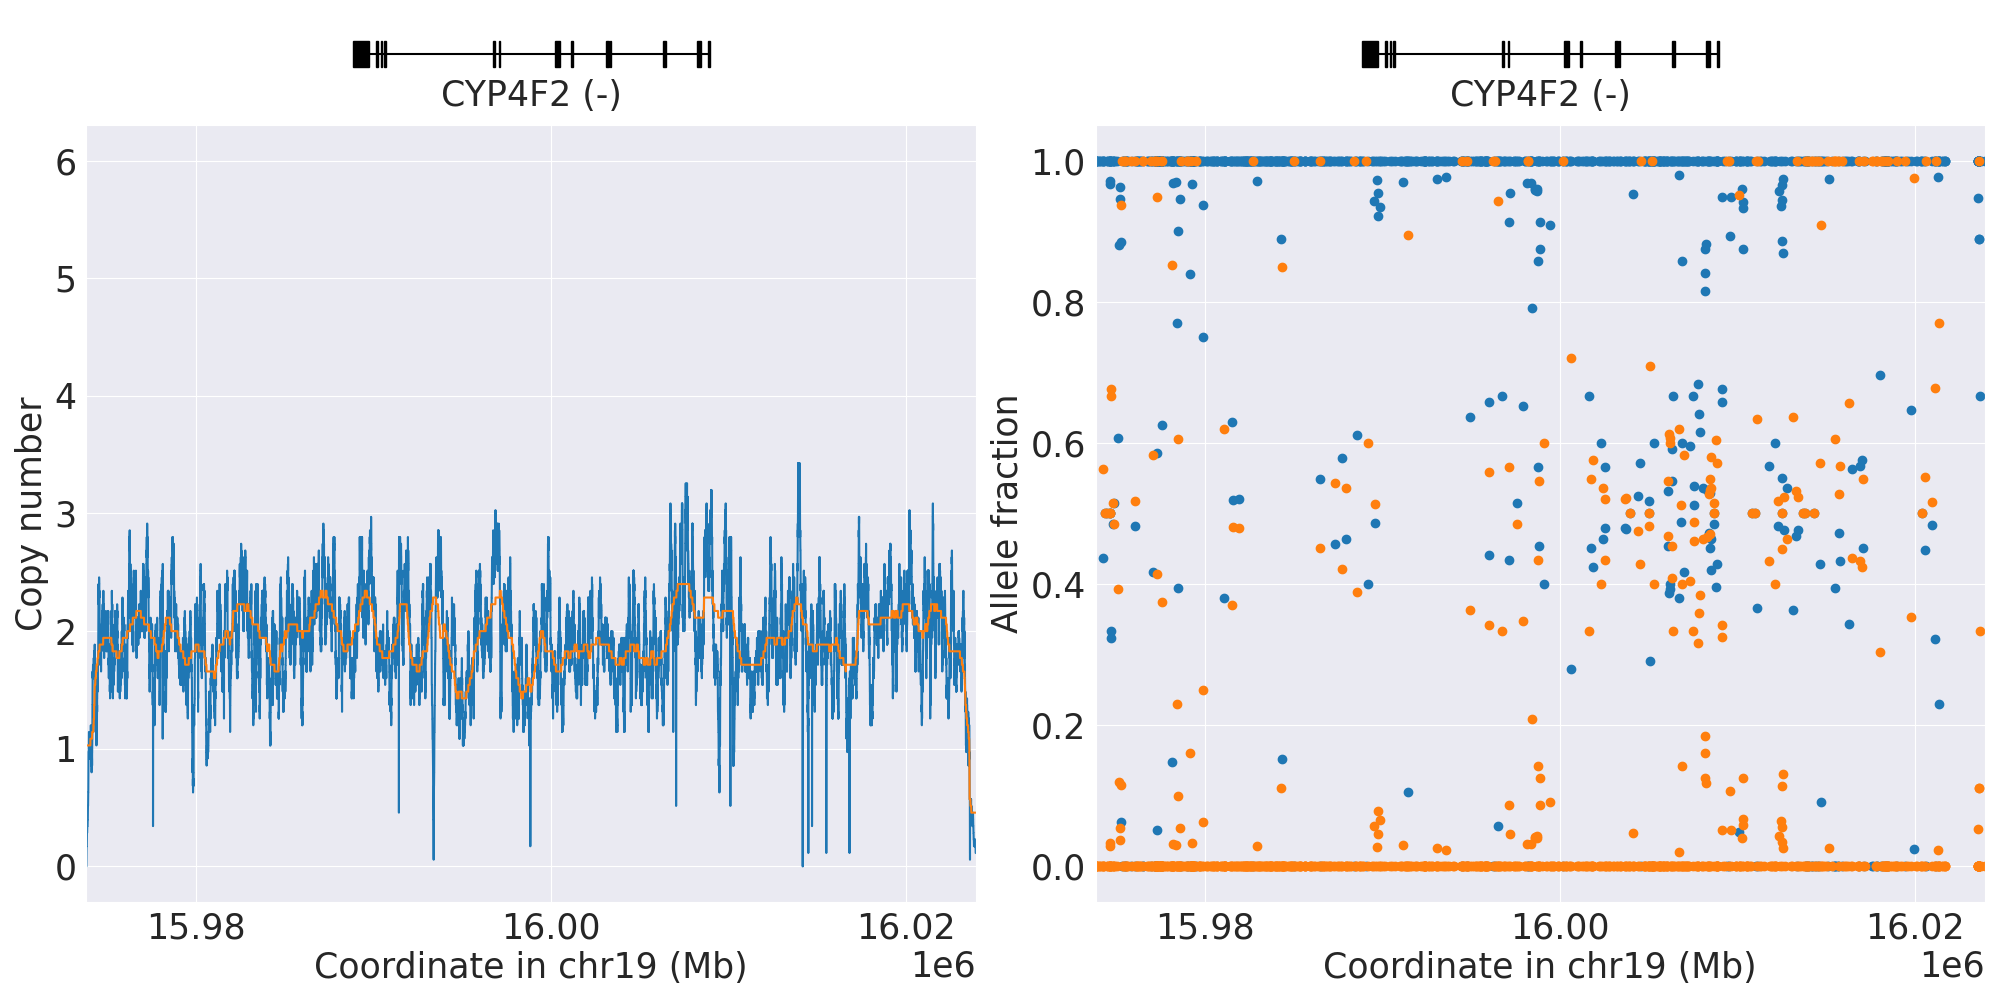 CYP4F2 (-)
6
5
4
3
2
1
0
Copy number
15.98
16.00
16.02
1e6
Coordinate in chr19 (Mb)
CYP4F2 (-)
1.0
0.8
0.6
0.4
0.2
0.0
Allele fraction
15.98
16.00
16.02
1e6
Coordinate in chr19 (Mb)